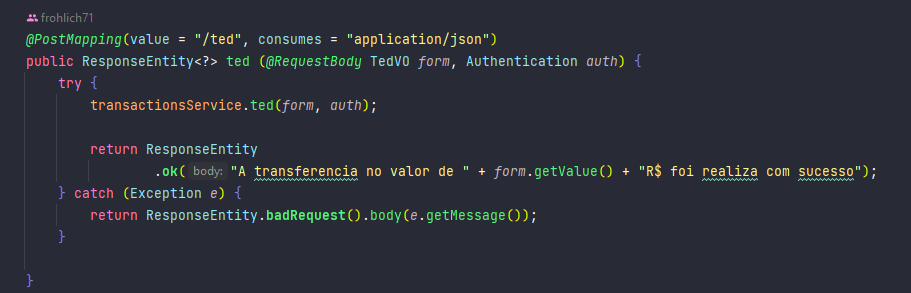 frohlich71
@PostMapping(value = "/ted", consumes = "application/json")
public ResponseEntity<?> ted (@RequestBody TedVO form, Authentication auth) {
try {
transactionsService.ted(form, auth);
return ResponseEntity
.ok( body: "A transferencia no valor de " + form.getValue() + "R$ foi realiza com sucesso");
} catch (Exception e) {
return ResponseEntity.badRequest().body(e.getMessage());
}
}